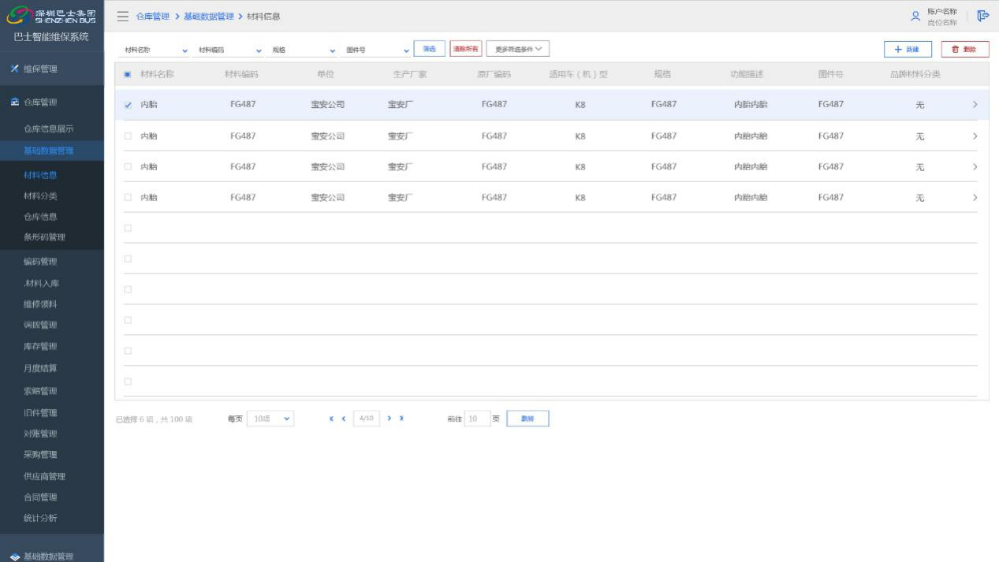 深圳巴士集团
SHENZHEN BUS
巴士智能维保系统
仓库管理 > 基础数据管理 > 材料信息
账户名称
岗位名称
维保管理
仓库管理
仓库信息展示
基础数据管理
材料信息
材料分类
仓库信息
条形码管理
编码管理
.材料入库
维修领料
调拨管理
库存管理
月度结算
索赔管理
旧件管理
对账管理
采购管理
供应商管理
合同管理
统计分析
基础数据管理
材料名称 材料编码 规格 图件号 筛选 清除所有 更多筛选条件 新建 删除
材料名称 材料编码 单位 生产厂家 原厂编码 适用车（机）型 规格 功能描述 图件号 品牌材料分类
内胎 FG487 宝安公司 宝安厂 FG487 K8 FG487 内胎内胎 FG487 无
内胎 FG487 宝安公司 宝安厂 FG487 K8 FG487 内胎内胎 FG487 无
内胎 FG487 宝安公司 宝安厂 FG487 K8 FG487 内胎内胎 FG487 无
内胎 FG487 宝安公司 宝安厂 FG487 K8 FG487 内胎内胎 FG487 无
已选择 6 项，共 100 项 每页 10项 4/10 前往 10 页 跳转